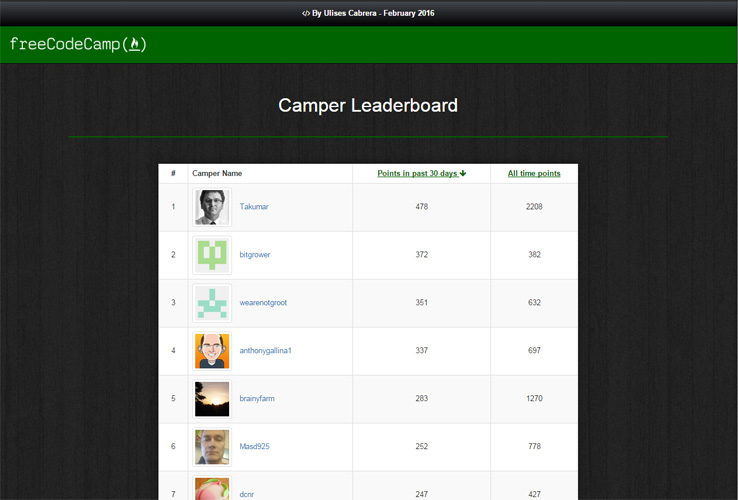 </> By Ulises Cabrera - February 2016
freeCodeCamp(🔥)
Camper Leaderboard
# Camper Name Points in past 30 days All time points
1 Takumar 478 2208
2 bitgrower 372 382
3 wearenotgroot 351 632
4 anthonygallina1 337 697
5 brainyfarm 283 1270
6 Masd925 252 778
7 dcnr 247 427